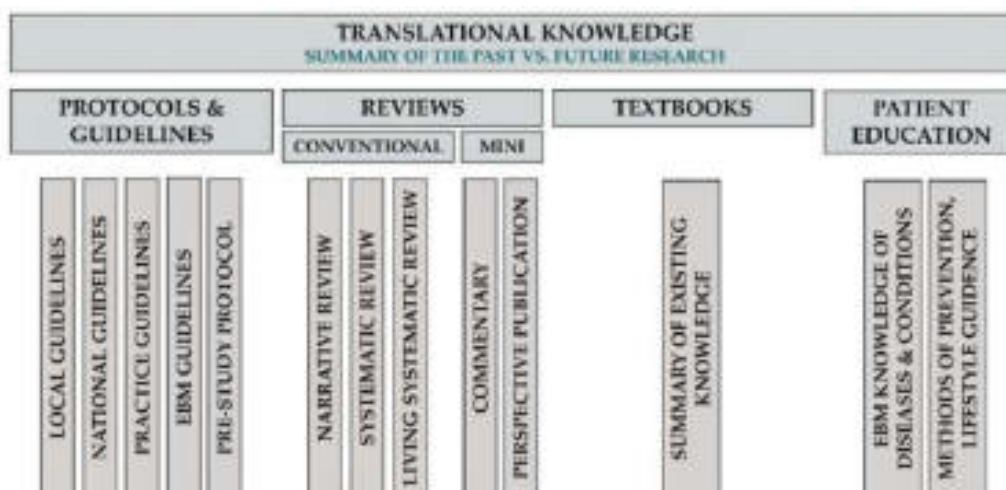 TRANSLATIONAL KNOWLEDGE
SUMMARY OF THE PAST VS. FUTURE RESEARCH
PROTOCOLS &
GUIDELINES
REVIEWS
CONVENTIONAL
MINI
TEXTBOOKS
PATIENT
EDUCATION
LOCAL GUIDELINES
NATIONAL GUIDELINES
PRACTICE GUIDELINES
EBM GUIDELINES
PRE-STUDY PROTOCOL
NARRATIVE REVIEW
SYSTEMATIC REVIEW
LIVING SYSTEMATIC REVIEW
COMMENTARY
PERSPECTIVE PUBLICATION
SUMMARY OF EXISTING
KNOWLEDGE
EBM KNOWLEDGE OF
DISEASES & CONDITIONS
METHODS OF PREVENTION,
LIFESTYLE GUIDENCE